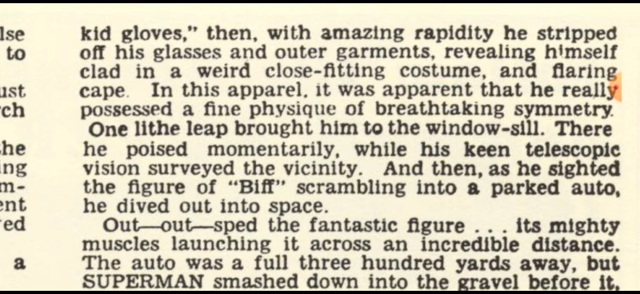 lse
to
ust
rch
he
ing
m-
ent
ed
a
kid gloves," then, with amazing rapidity he stripped
off his glasses and outer garments, revealing himself
clad in a weird close-fitting costume, and flaring
cape. In this apparel, it was apparent that he really
possessed a fine physique of breathtaking symmetry.
One lithe leap brought him to the window-sill. There
he poised momentarily, while his keen telescopic
vision surveyed the vicinity. And then, as he sighted
the figure of "Biff" scrambling into a parked auto,
he dived out into space.
Out—out—sped the fantastic figure . . . its mighty
muscles launching it across an incredible distance.
The auto was a full three hundred yards away, but
SUPERMAN smashed down into the gravel before it,